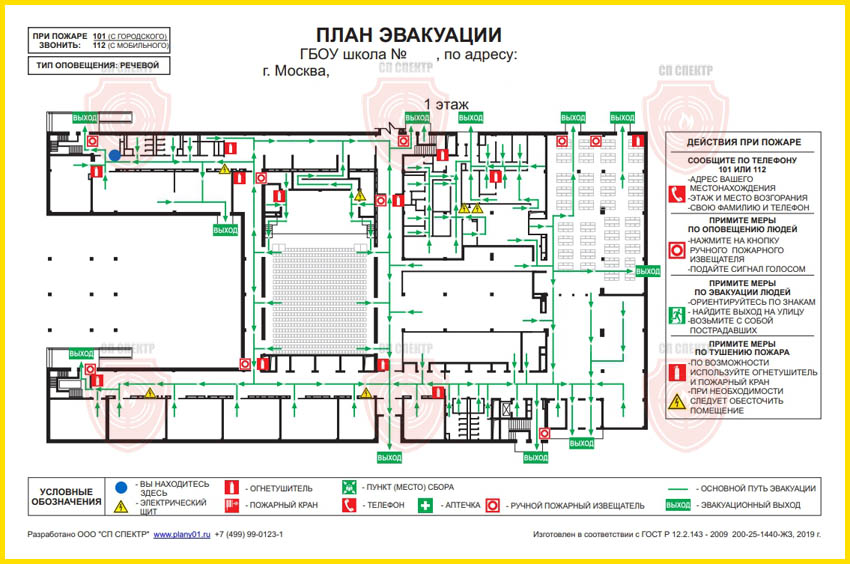 ПРИ ПОЖАРЕ 101 (С ГОРОДСКОГО)
ЗВОНИТЬ: 112 (С МОБИЛЬНОГО)
ТИП ОПОВЕЩЕНИЯ: РЕЧЕВОЙ
ПЛАН ЭВАКУАЦИИ
ГБОУ школа № , по адресу:
г. Москва,
СП СПЕКТР
СП СПЕКТР
1 этаж
ВЫХОД
ВЫХОД
ВЫХОД
ВЫХОД
ВЫХОД
ВЫХОД
ВЫХОД
ВЫХОД
ВЫХОД
ВЫХОД
ВЫХОД
СП СПЕКТР
СП СПЕКТР
СП СПЕКТР
ДЕЙСТВИЯ ПРИ ПОЖАРЕ
СООБЩИТЕ ПО ТЕЛЕФОНУ
101 ИЛИ 112
-АДРЕС ВАШЕГО
МЕСТОНАХОЖДЕНИЯ
-ЭТАЖ И МЕСТО ВОЗГОРАНИЯ
-СВОЮ ФАМИЛИЮ И ТЕЛЕФОН
ПРИМИТЕ МЕРЫ
ПО ОПОВЕЩЕНИЮ ЛЮДЕЙ
-НАЖМИТЕ НА КНОПКУ
РУЧНОГО ПОЖАРНОГО
ИЗВЕЩАТЕЛЯ
-ПОДАЙТЕ СИГНАЛ ГОЛОСОМ
ПРИМИТЕ МЕРЫ
ПО ЭВАКУАЦИИ ЛЮДЕЙ
-ОРИЕНТИРУЙТЕСЬ ПО ЗНАКАМ
- НАЙДИТЕ ВЫХОД НА УЛИЦУ
-ВОЗЬМИТЕ С СОБОЙ
ПОСТРАДАВШИХ
ПРИМИТЕ МЕРЫ
ПО ТУШЕНИЮ ПОЖАРА
-ПО ВОЗМОЖНОСТИ
ИСПОЛЬЗУЙТЕ ОГНЕТУШИТЕЛЬ
И ПОЖАРНЫЙ КРАН
-ПРИ НЕОБХОДИМОСТИ
СЛЕДУЕТ ОБЕСТОЧИТЬ
ПОМЕЩЕНИЕ
УСЛОВНЫЕ
ОБОЗНАЧЕНИЯ
- ВЫ НАХОДИТЕСЬ
ЗДЕСЬ
- ЭЛЕКТРИЧЕСКИЙ
ЩИТ
- ОГНЕТУШИТЕЛЬ
- ПОЖАРНЫЙ КРАН
- ПУНКТ (МЕСТО) СБОРА
- ТЕЛЕФОН
- АПТЕЧКА
- РУЧНОЙ ПОЖАРНЫЙ ИЗВЕЩАТЕЛЬ
- ОСНОВНОЙ ПУТЬ ЭВАКУАЦИИ
ВЫХОД - ЭВАКУАЦИОННЫЙ ВЫХОД
Разработано ООО "СП СПЕКТР" www.plany01.ru +7 (499) 99-0123-1
Изготовлен в соответствии с ГОСТ Р 12.2.143 - 2009 200-25-1440-ЖЗ, 2019 г.